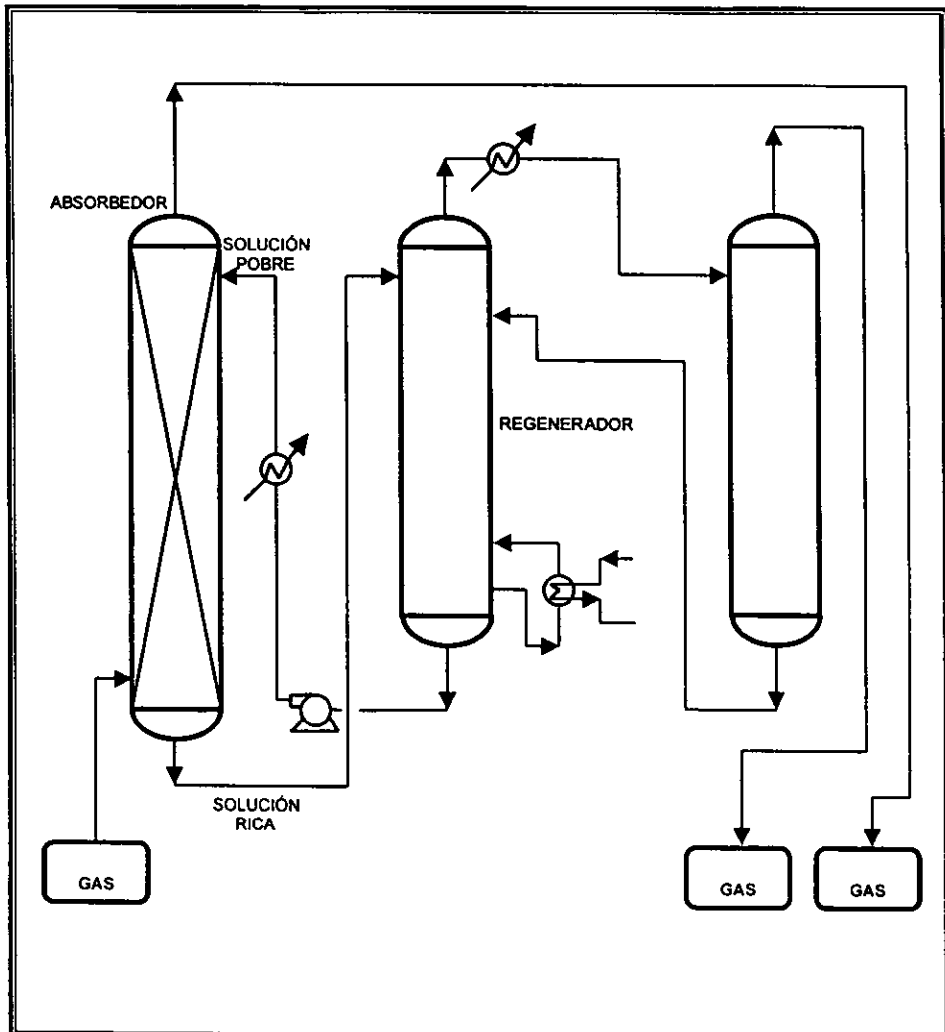 ABSORBEDOR
SOLUCIÓN
POBRE
REGENERADOR
SOLUCIÓN
RICA
GAS
GAS
GAS